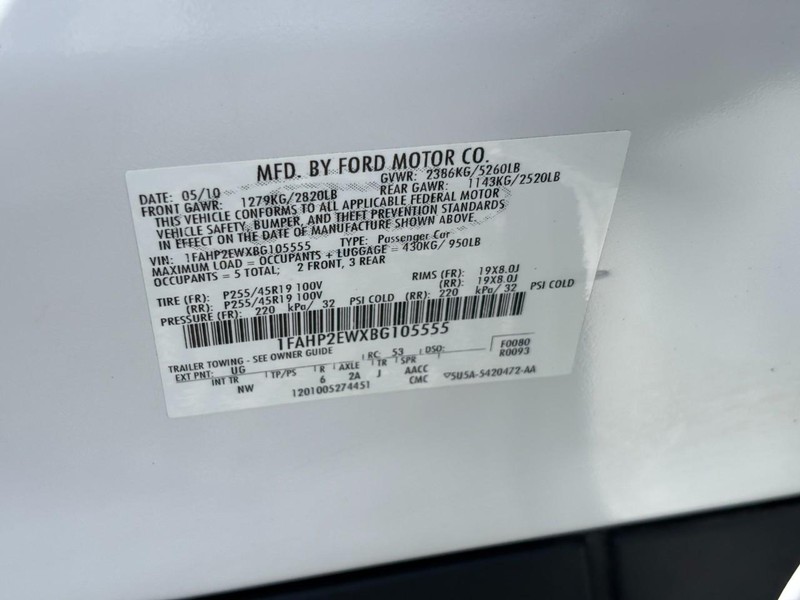 MFD. BY FORD MOTOR CO.
DATE: 05/10 GVWR: 2386KG/5260LB
FRONT GAWR: 1279KG/2820LB REAR GAWR: 1143KG/2520LB
THIS VEHICLE CONFORMS TO ALL APPLICABLE FEDERAL MOTOR
VEHICLE SAFETY, BUMPER, AND THEFT PREVENTION STANDARDS
IN EFFECT ON THE DATE OF MANUFACTURE SHOWN ABOVE.
VIN: 1FAHP2EWXBG105555 TYPE: Passenger Car
MAXIMUM LOAD = OCCUPANTS + LUGGAGE = 430KG/ 950LB
OCCUPANTS = 5 TOTAL; 2 FRONT, 3 REAR
TIRE (FR): P255/45R19 100V RIMS (FR): 19X8.0J
(RR): P255/45R19 100V (RR): 19X8.0J
PRESSURE (FR): 220 kPa/ 32 PSI COLD (RR): 220 kPa/ 32 PSI COLD
1FAHP2EWXBG105555
TRAILER TOWING - SEE OWNER GUIDE RC: 53 DSO: F0080
EXT PNT: UG TP/PS R AXLE TR SPR R0093
INT TR 6 2A J AACC
NW 1201005274451 CMC 5U5A-5420472-AA